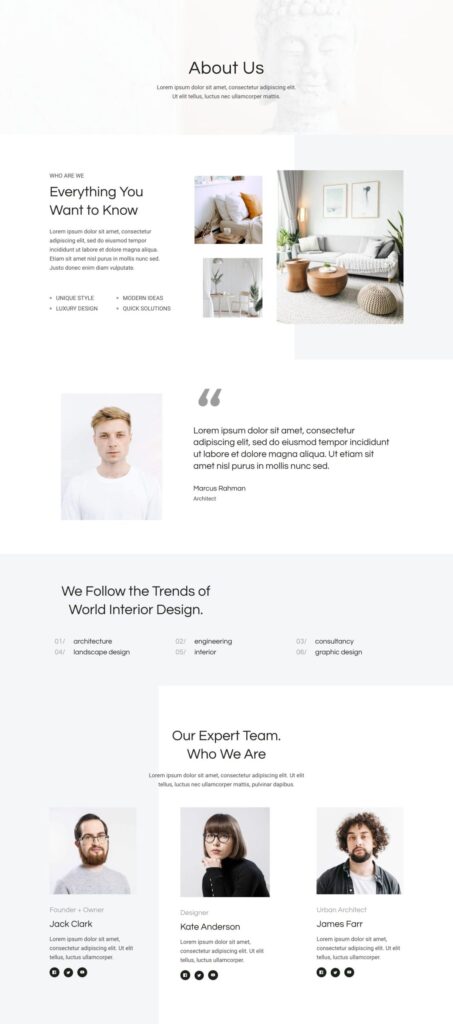 About Us
Lorem ipsum dolor sit amet, consectetur adipiscing elit.
Ut elit tellus, luctus nec ullamcorper mattis.
WHO ARE WE
Everything You
Want to Know
Lorem ipsum dolor sit amet, consectetur
adipiscing elit, sed do eiusmod tempor
incididunt ut labore et dolore magna aliqua.
Etiam sit amet nisl purus in mollis nunc sed.
Justo donec enim diam vulputate.
UNIQUE STYLE
MODERN IDEAS
LUXURY DESIGN
QUICK SOLUTIONS
“
Lorem ipsum dolor sit amet, consectetur
adipiscing elit, sed do eiusmod tempor incididunt
ut labore et dolore magna aliqua. Ut etiam sit
amet nisl purus in mollis nunc sed.
Marcus Rahman
Architect
We Follow the Trends of
World Interior Design.
01/ architecture
02/ engineering
03/ consultancy
04/ landscape design
05/ interior
06/ graphic design
Our Expert Team.
Who We Are
Lorem ipsum dolor sit amet, consectetur adipiscing elit. Ut elit
tellus, luctus nec ullamcorper mattis, pulvinar dapibus.
Founder + Owner
Jack Clark
Lorem ipsum dolor sit amet,
consectetur adipiscing elit. Ut
tellus, luctus ullamcorper.
Designer
Kate Anderson
Lorem ipsum dolor sit amet,
consectetur adipiscing elit. Ut
tellus, luctus ullamcorper.
Urban Architect
James Farr
Lorem ipsum dolor sit amet,
consectetur adipiscing elit. Ut
tellus, luctus ullamcorper.